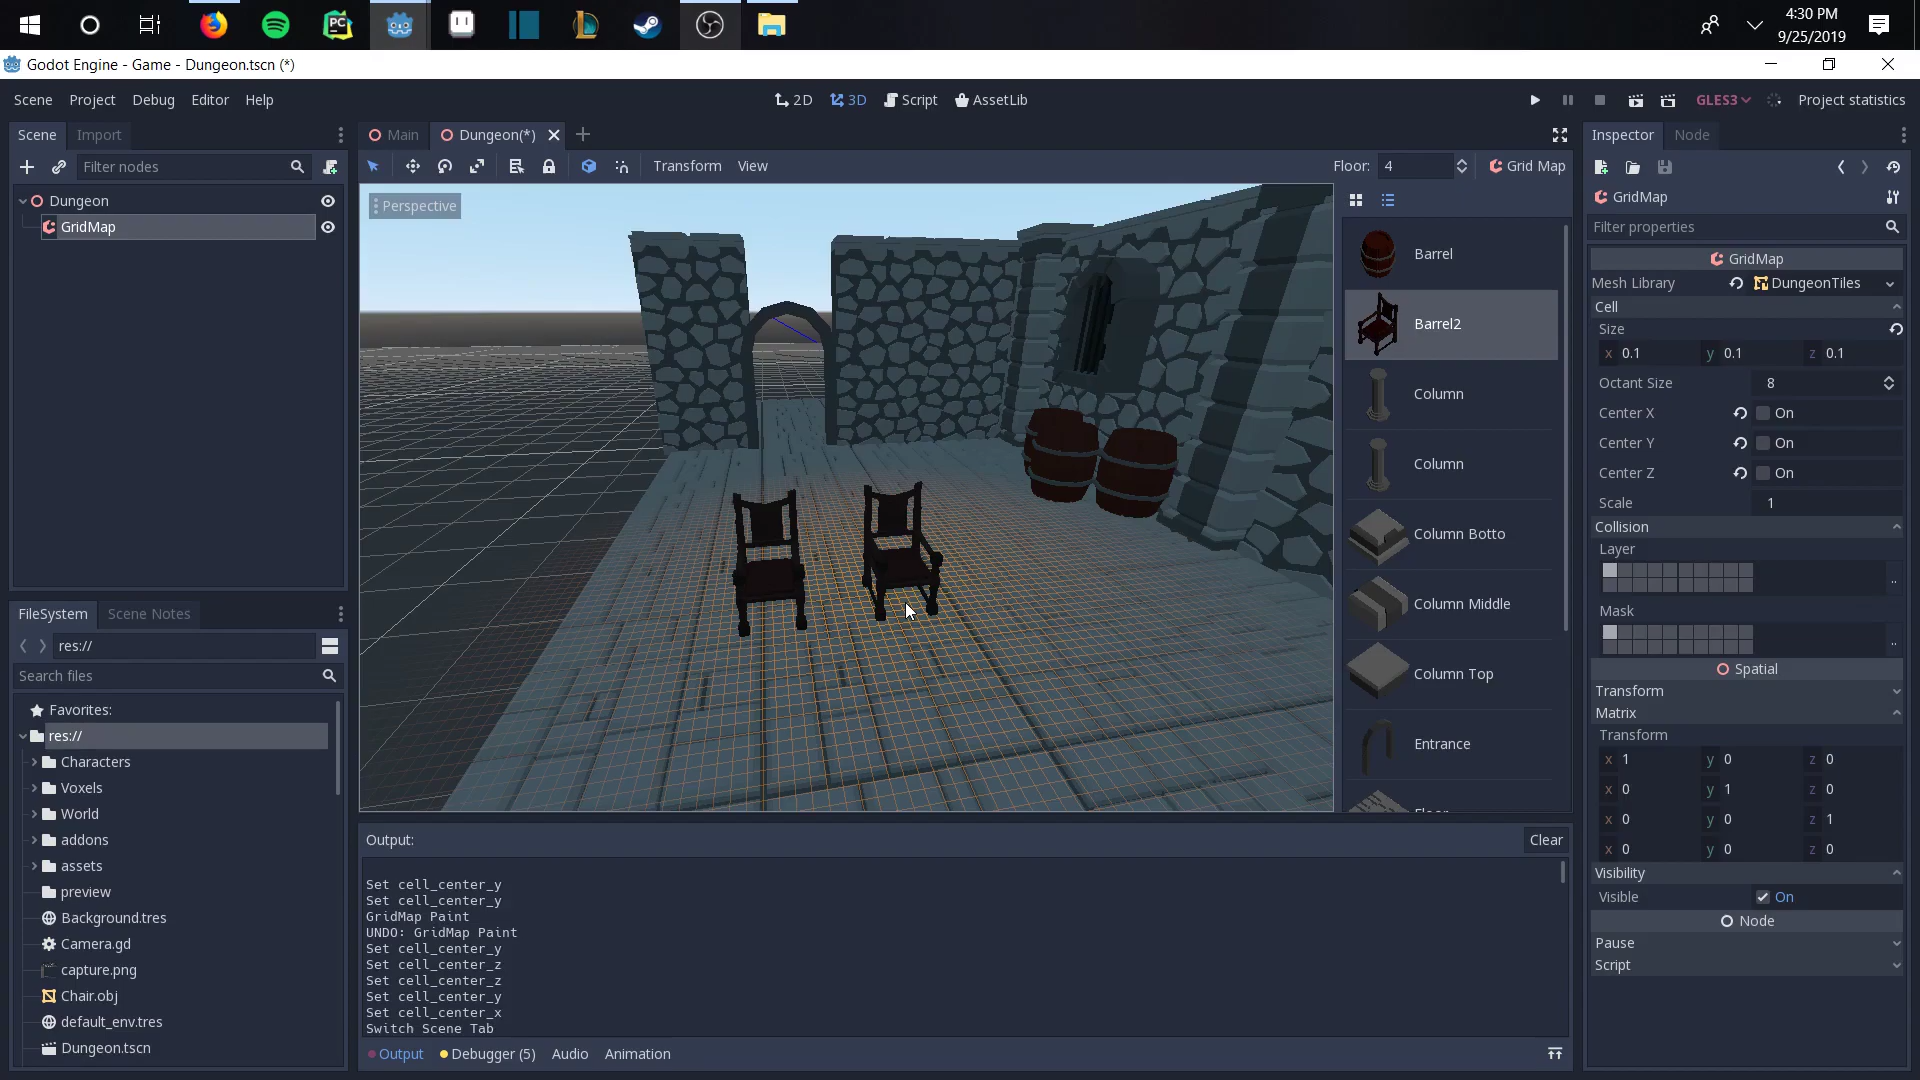 4:30 PM
9/25/2019
Godot Engine - Game - Dungeon.tscn (*)
Scene Project Debug Editor Help
2D 3D Script AssetLib
GLES3 Project statistics
Scene Import
Main Dungeon(*)
Inspector Node
Filter nodes
Transform View
Floor: 4 Grid Map
Dungeon
GridMap
Perspective
Barrel
Barrel2
Column
Column
Column Botto
Column Middle
Column Top
Entrance
GridMap
Filter properties
GridMap
Mesh Library DungeonTiles
Cell
Size
x 0.1 y 0.1 z 0.1
Octant Size 8
Center X On
Center Y On
Center Z On
Scale 1
Collision
Layer
..
Mask
..
Spatial
Transform
Matrix
Transform
x 1 y 0 z 0
x 0 y 1 z 0
x 0 y 0 z 1
x 0 y 0 z 0
Visibility
Visible On
Node
Pause
Script
FileSystem Scene Notes
res://
Search files
Favorites:
res://
Characters
Voxels
World
addons
assets
preview
Background.tres
Camera.gd
capture.png
Chair.obj
default_env.tres
Dungeon.tscn
Output: Clear
Set cell_center_y
Set cell_center_y
GridMap Paint
UNDO: GridMap Paint
Set cell_center_y
Set cell_center_z
Set cell_center_z
Set cell_center_y
Set cell_center_x
Switch Scene Tab
Output Debugger (5) Audio Animation